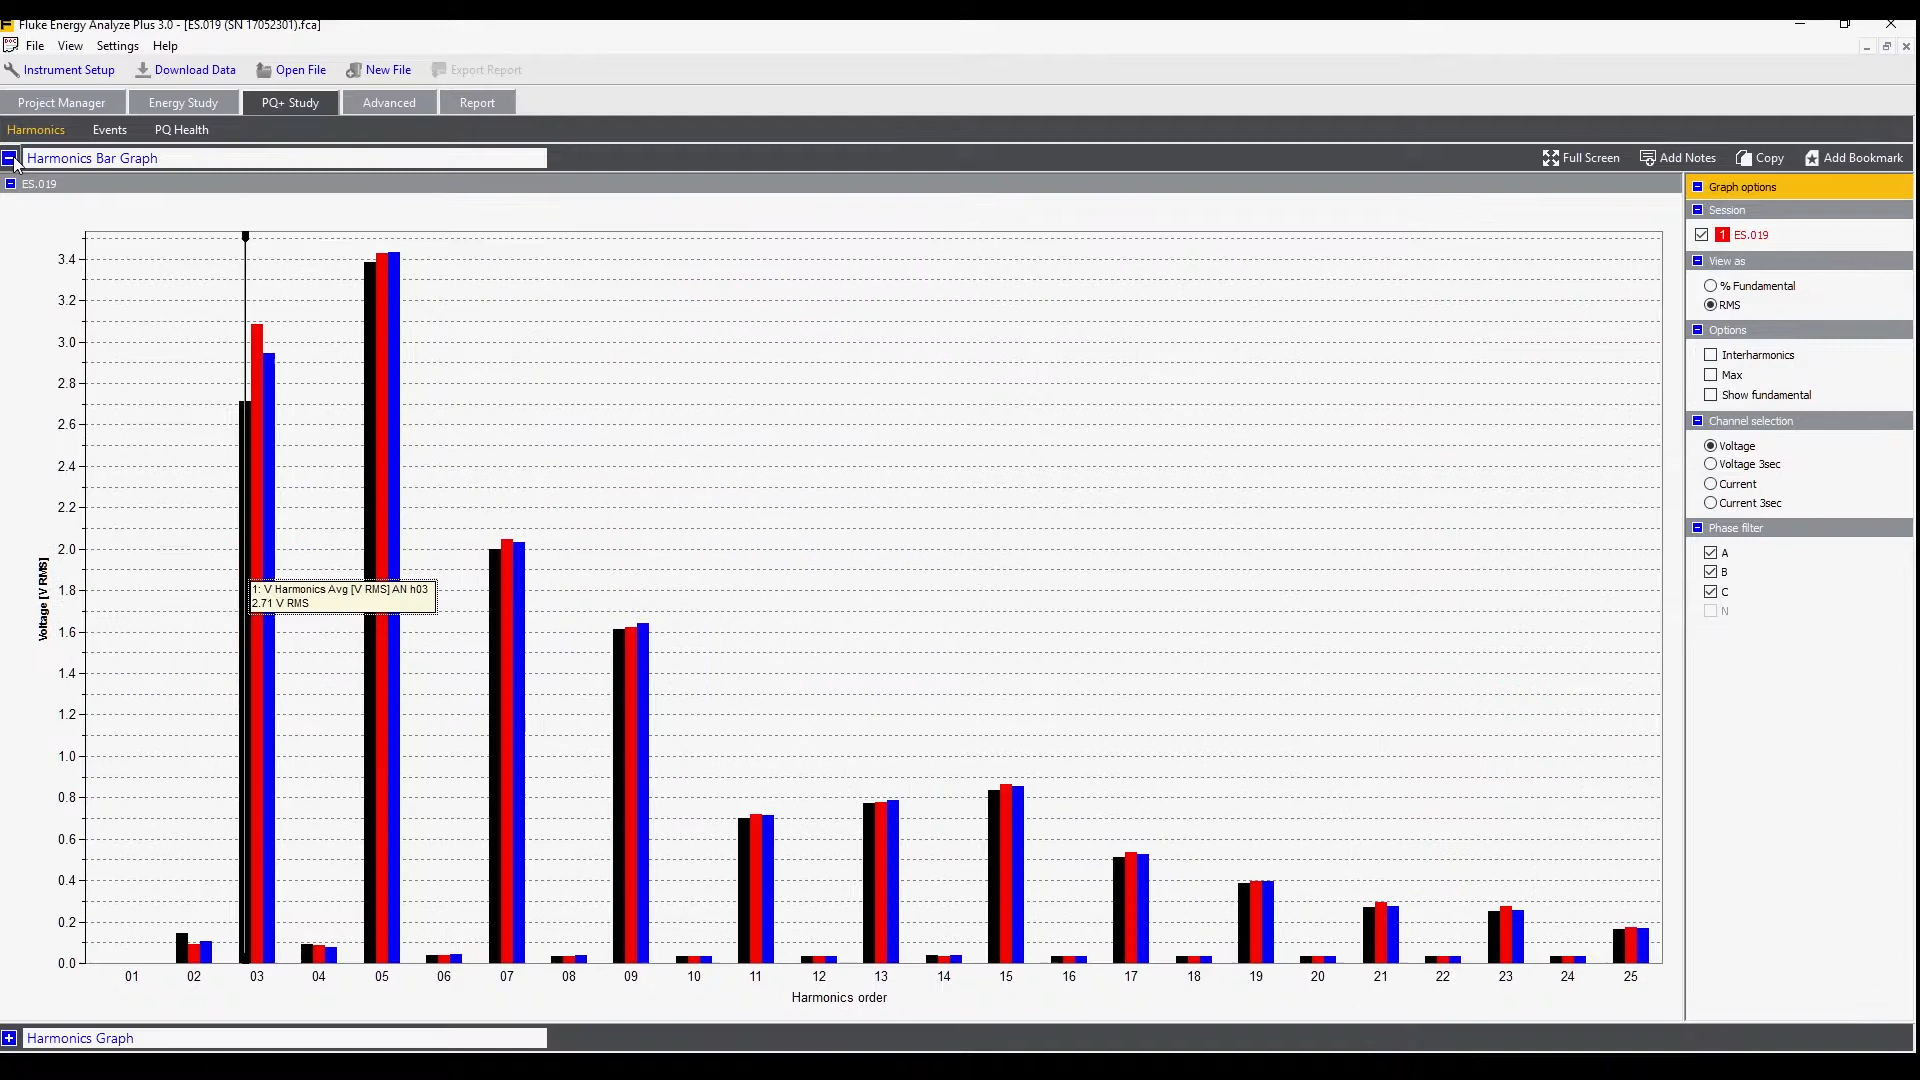 Fluke Energy Analyze Plus 3.0 - [ES.019 (SN 17052301).fca]
File View Settings Help
Instrument Setup Download Data Open File New File Export Report
Project Manager Energy Study PQ+ Study Advanced Report
Harmonics Events PQ Health
Harmonics Bar Graph Full Screen Add Notes Copy Add Bookmark
ES.019
Graph options
Session
1 ES.019
View as
% Fundamental
RMS
Options
Interharmonics
Max
Show fundamental
Channel selection
Voltage
Voltage 3sec
Current
Current 3sec
Phase filter
A
B
C
N
Voltage [V RMS]
3.4
3.2
3.0
2.8
2.6
2.4
2.2
2.0
1.8
1.6
1.4
1.2
1.0
0.8
0.6
0.4
0.2
0.0
1: V Harmonics Avg [V RMS] AN h03
2.71 V RMS
01 02 03 04 05 06 07 08 09 10 11 12 13 14 15 16 17 18 19 20 21 22 23 24 25
Harmonics order
Harmonics Graph